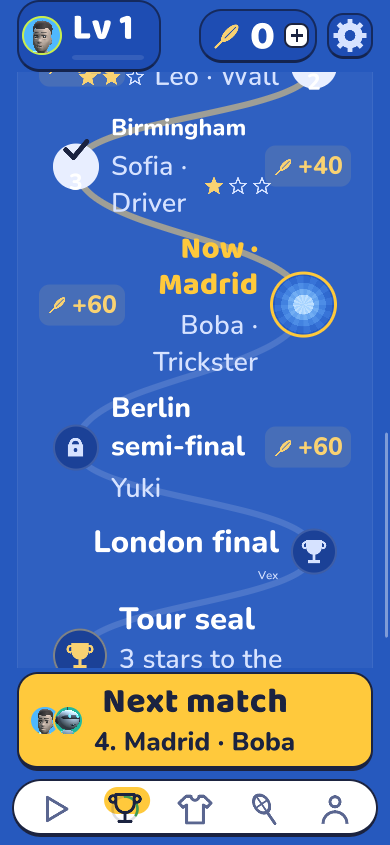 Lv 1
0
Leo · Wall
2
Birmingham
3
Sofia ·
Driver
+40
Now ·
Madrid
+60
Boba ·
Trickster
Berlin
semi-final
+60
Yuki
London final
Vex
Tour seal
3 stars to the
Next match
4. Madrid · Boba